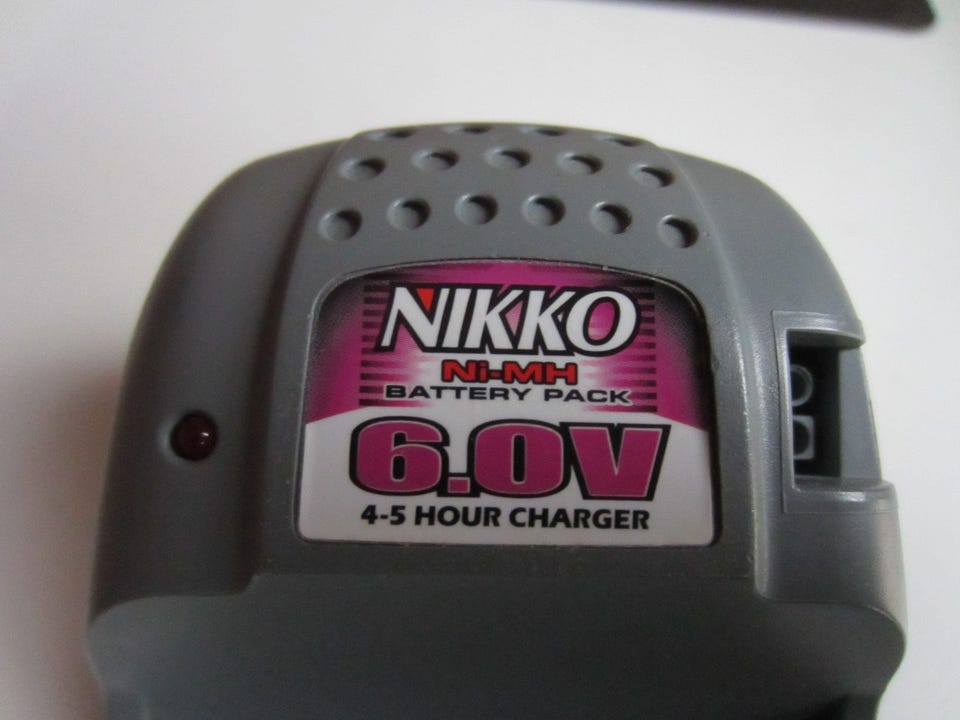 NIKKO
Ni-MH
BATTERY PACK
6.0V
4-5 HOUR CHARGER